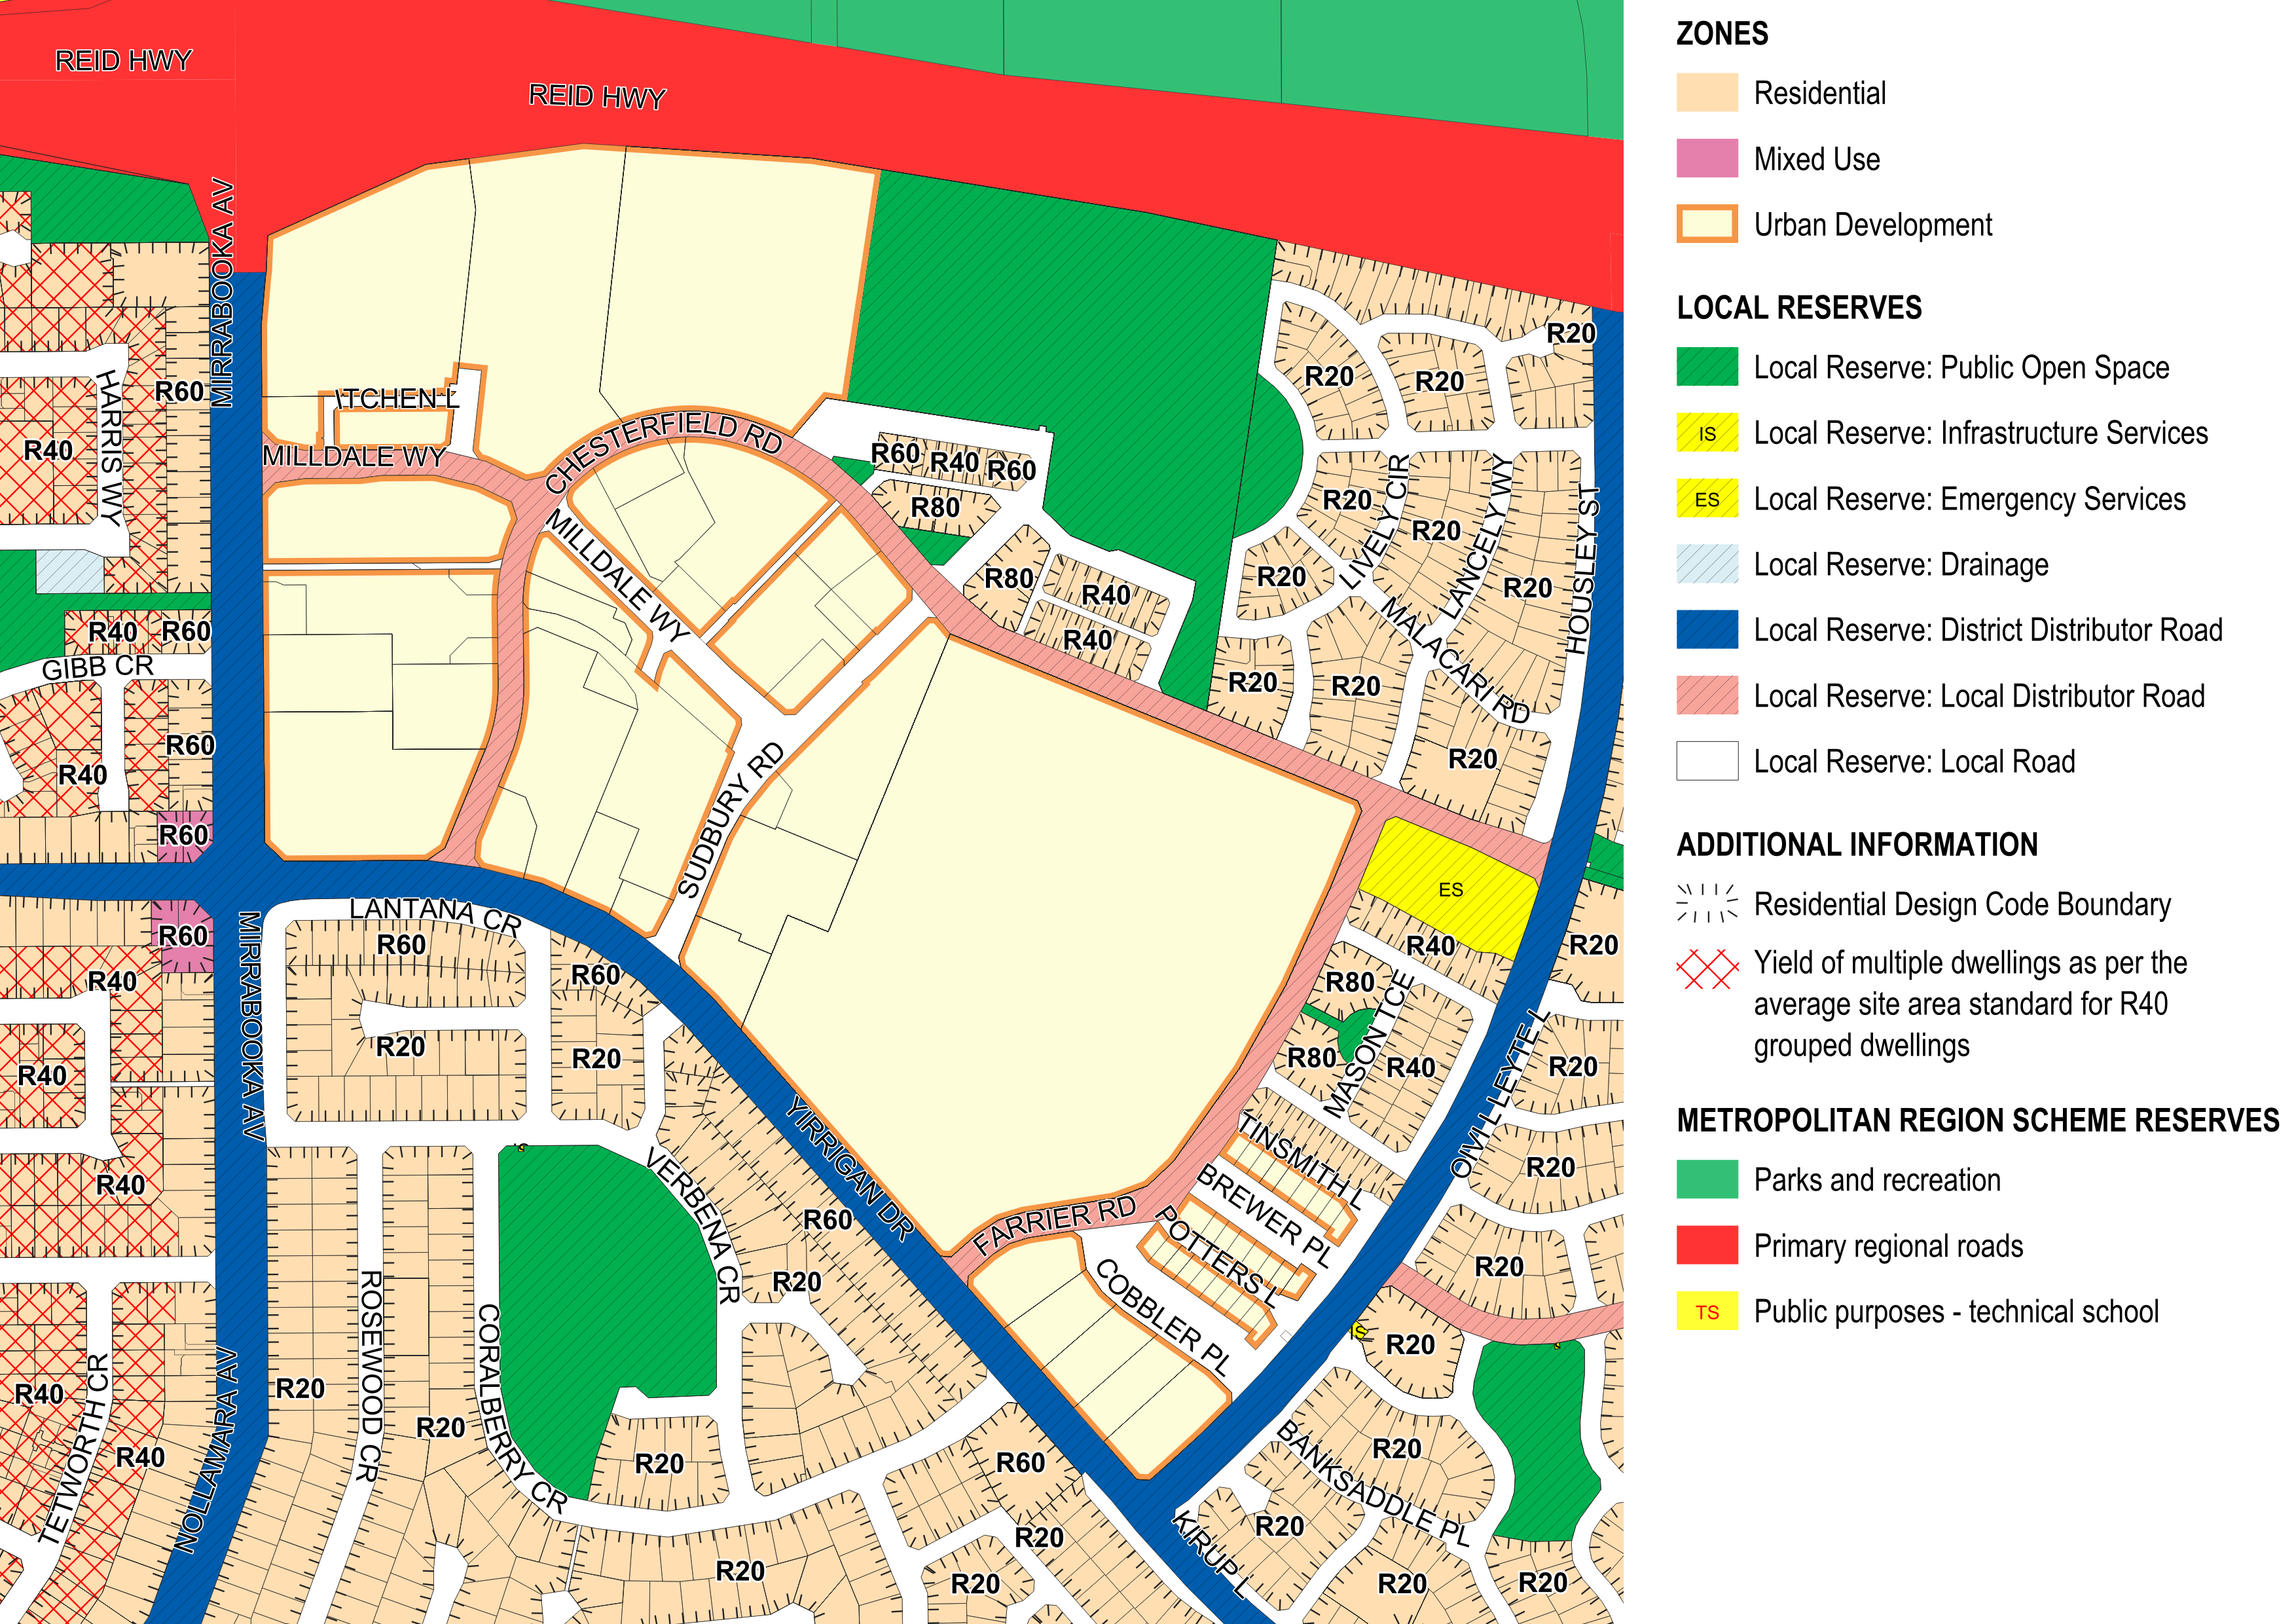 REID HWY
REID HWY
MIRRABOOKA AV
HARRIS WY
R60
R40
ITCHEN L
MILLDALE WY
CHESTERFIELD RD
MILLDALE WY
R60
R40
R60
R80
R80
R40
R40
R20
R20
R20
R20
R20
R20
R20
R20
R20
R20
LIVELY CIR
LANCELY WY
MALACARI RD
HOUSLEY ST
R40
R60
GIBB CR
R60
R40
R60
SUDBURY RD
ES
R60
MIRRABOOKA AV
LANTANA CR
R60
R60
R40
R20
R20
R40
R40
R40
R80
R80
R40
MASON TCE
R20
R20
R20
R20
OIVI LLEYTE L
TINSMITH L
BREWER PL
POTTERS L
COBBLER PL
FARRIER RD
YIRRIGAN DR
VERBENA CR
R60
R20
IS
IS
R20
ROSEWOOD CR
CORALBERRY CR
R20
R20
R20
R40
R40
TETWORTH CR
NOLLAMARA AV
R60
R20
R20
R20
R20
BANKSADDLE PL
R20
KIRUP L
R20
R20
ZONES
Residential
Mixed Use
Urban Development
LOCAL RESERVES
Local Reserve: Public Open Space
IS Local Reserve: Infrastructure Services
ES Local Reserve: Emergency Services
Local Reserve: Drainage
Local Reserve: District Distributor Road
Local Reserve: Local Distributor Road
Local Reserve: Local Road
ADDITIONAL INFORMATION
Residential Design Code Boundary
Yield of multiple dwellings as per the
average site area standard for R40
grouped dwellings
METROPOLITAN REGION SCHEME RESERVES
Parks and recreation
Primary regional roads
TS Public purposes - technical school